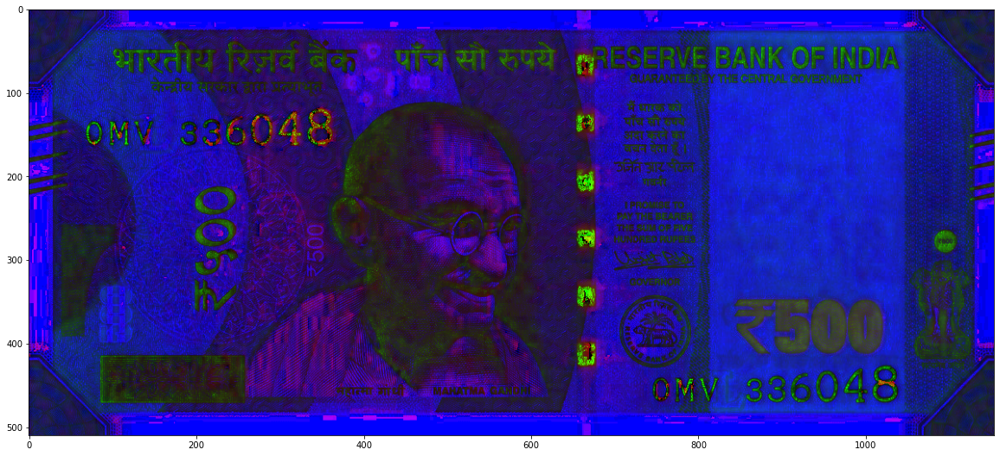 0
100
200
300
400
500
भारतीय रिज़र्व बैंक पाँच सौ रुपये RESERVE BANK OF INDIA
केन्द्रीय सरकार द्वारा प्रत्याभूत
GUARANTEED BY THE CENTRAL GOVERNMENT
0MV 336048
₹५००
₹500
I PROMISE TO
PAY THE BEARER
THE SUM OF FIVE
HUNDRED RUPEES
GOVERNOR
₹500
महात्मा गांधी MAHATMA GANDHI
0MV 336048
0 200 400 600 800 1000